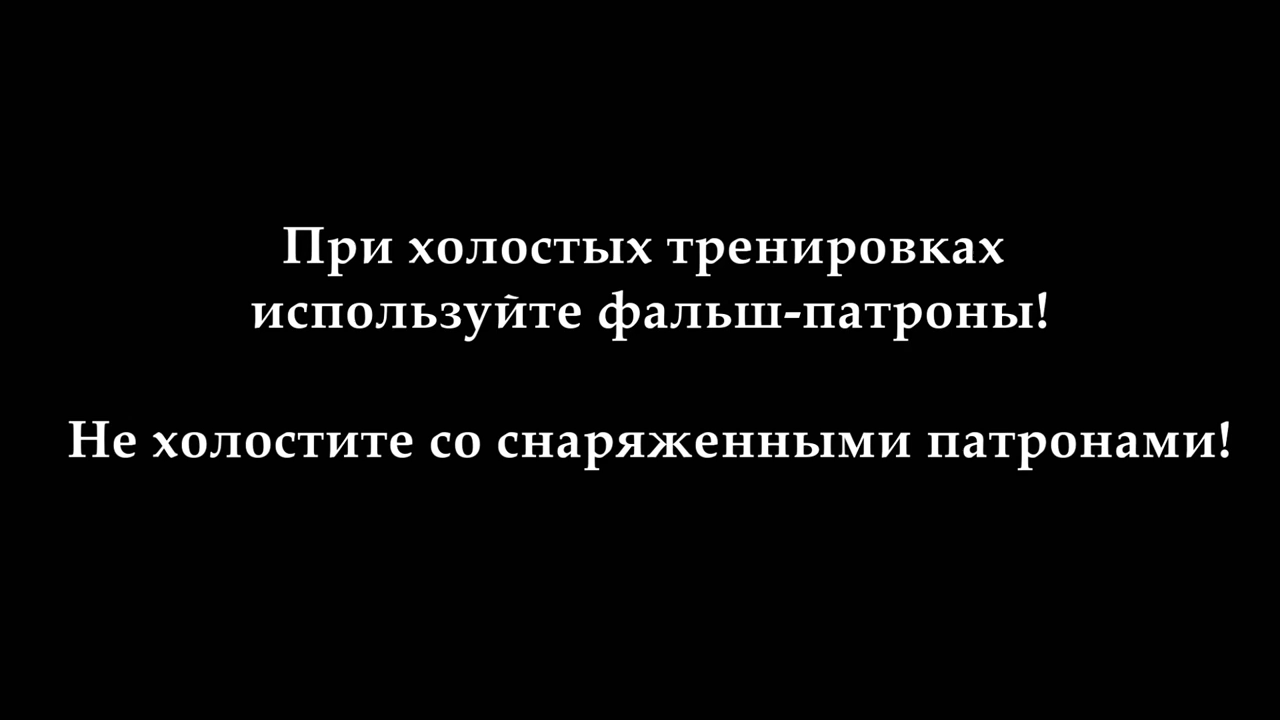 При холостых тренировках
используйте фальш-патроны!
Не холостите со снаряженными патронами!